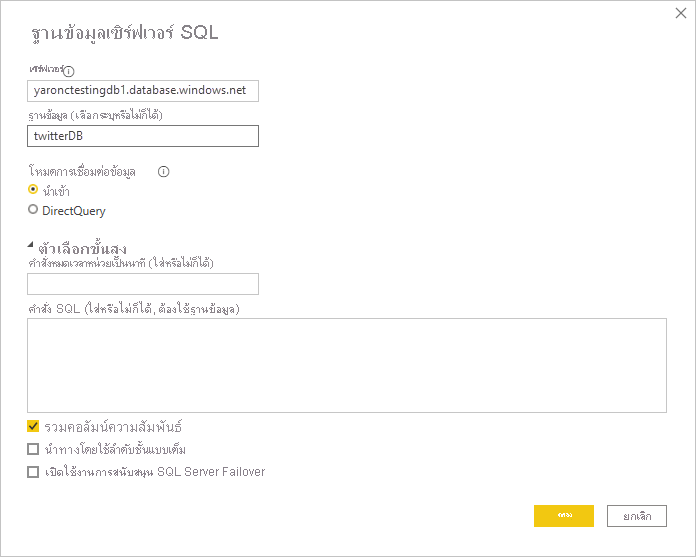 ฐานข้อมูลเซิร์ฟเวอร์ SQL
เซิร์ฟเวอร์
yaronctestingdb1.database.windows.net
ฐานข้อมูล (เลือกระบุหรือไม่ก็ได้)
twitterDB
โหมดการเชื่อมต่อข้อมูล
นำเข้า
DirectQuery
ตัวเลือกขั้นสูง
คำสั่งหมดเวลาหน่วยเป็นนาที (ใส่หรือไม่ก็ได้)
คำสั่ง SQL (ใส่หรือไม่ก็ได้, ต้องใช้ฐานข้อมูล)
รวมคอลัมน์ความสัมพันธ์
นำทางโดยใช้ลำดับชั้นแบบเต็ม
เปิดใช้งานการสนับสนุน SQL Server Failover
ตกลง
ยกเลิก